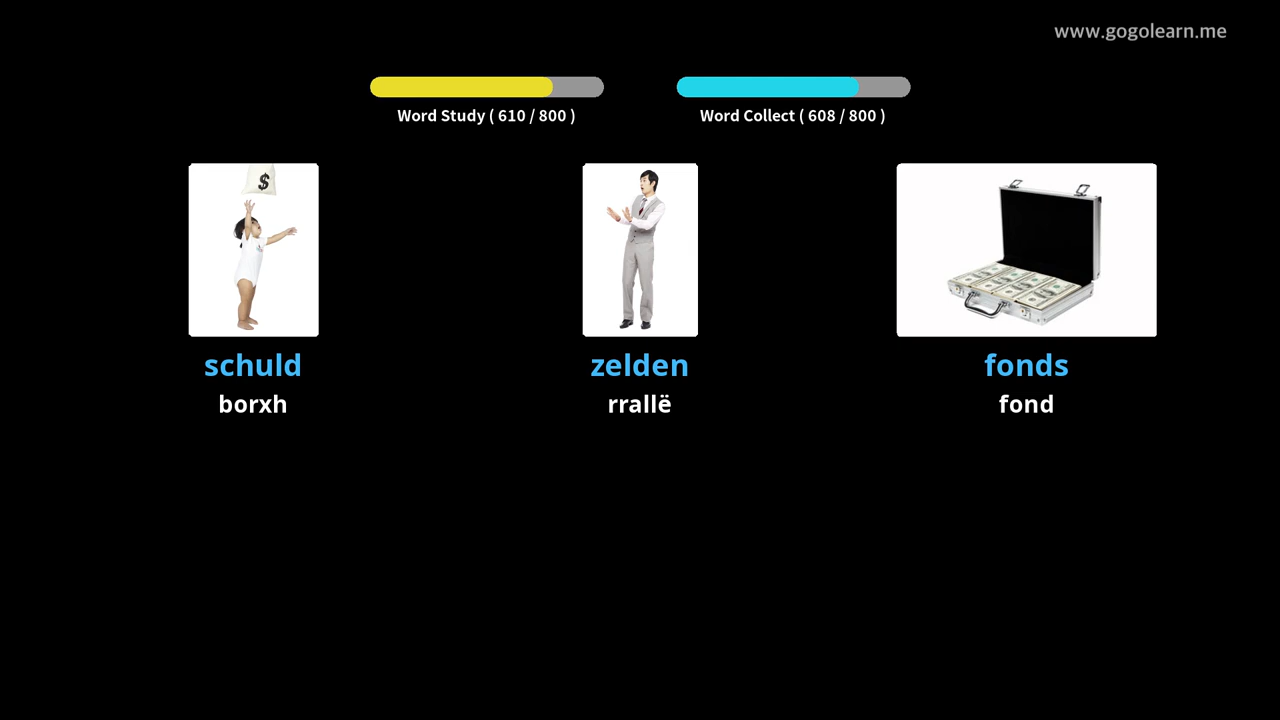 www.gogolearn.me
Word Study ( 610 / 800 )
Word Collect ( 608 / 800 )
$
schuld
zelden
fonds
borxh
rrallë
fond